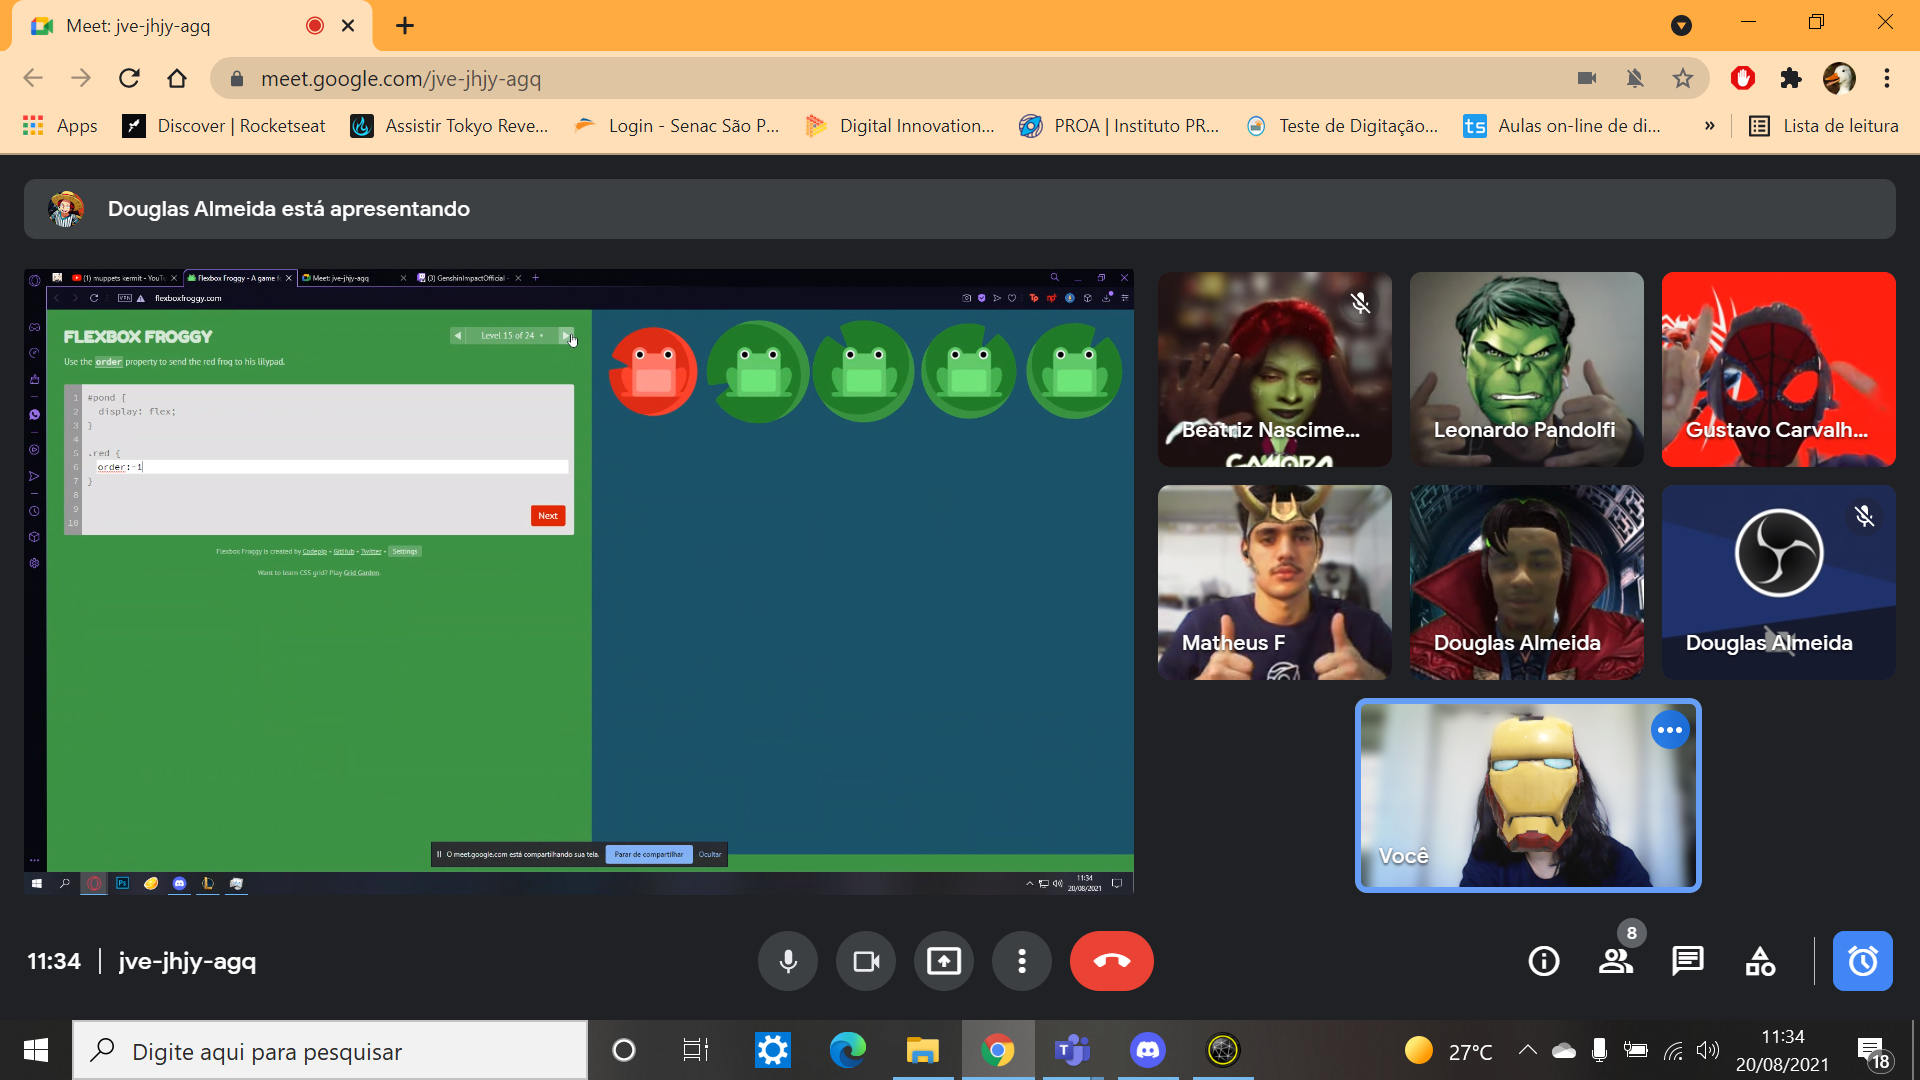 Meet: jve-jhjy-agq
meet.google.com/jve-jhjy-agq
Apps
Discover | Rocketseat
Assistir Tokyo Reve...
Login - Senac São P...
Digital Innovation...
PROA | Instituto PR...
Teste de Digitação...
ts
Aulas on-line de di...
»
Lista de leitura
Douglas Almeida está apresentando
(1) muppets kermit - YouTu
Flexbox Froggy - A game f
Meet: jve-jhjy-agq
(3) GenshinImpactOfficial -
VPN
flexboxfroggy.com
FLEXBOX FROGGY
Level 15 of 24
Use the order property to send the red frog to his lilypad.
1 #pond {
2 display: flex;
3 }
4
5 .red {
6 order:-1
7 }
8
9
10
Next
Flexbox Froggy is created by Codepip • GitHub • Twitter • Settings
Want to learn CSS grid? Play Grid Garden.
O meet.google.com está compartilhando sua tela.
Parar de compartilhar
Ocultar
Ps
11:34
20/08/2021
Beatriz Nascime...
GAMORA
Leonardo Pandolfi
Gustavo Carvalh...
Matheus F
Douglas Almeida
Douglas Almeida
Você
11:34 | jve-jhjy-agq
8
Digite aqui para pesquisar
27°C
11:34
20/08/2021
18